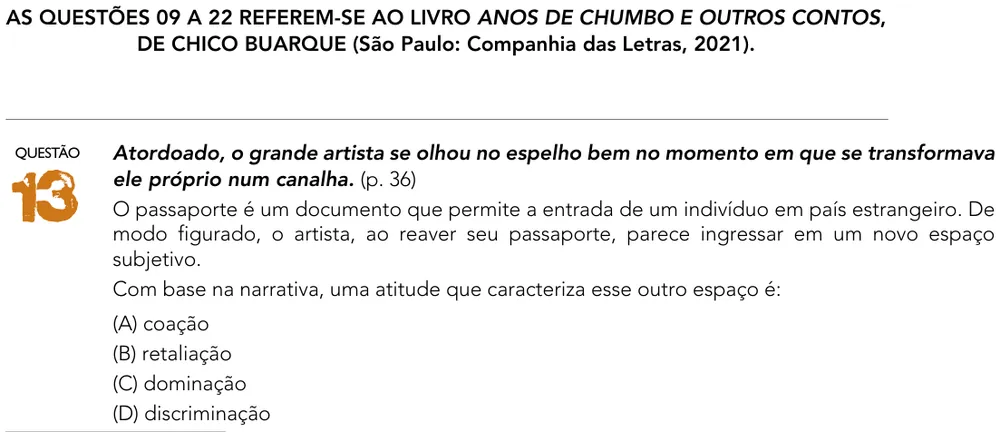 AS QUESTÕES 09 A 22 REFEREM-SE AO LIVRO ANOS DE CHUMBO E OUTROS CONTOS,
DE CHICO BUARQUE (São Paulo: Companhia das Letras, 2021).
QUESTÃO
13
Atordoado, o grande artista se olhou no espelho bem no momento em que se transformava
ele próprio num canalha. (p. 36)
O passaporte é um documento que permite a entrada de um indivíduo em país estrangeiro. De
modo figurado, o artista, ao reaver seu passaporte, parece ingressar em um novo espaço
subjetivo.
Com base na narrativa, uma atitude que caracteriza esse outro espaço é:
(A) coação
(B) retaliação
(C) dominação
(D) discriminação